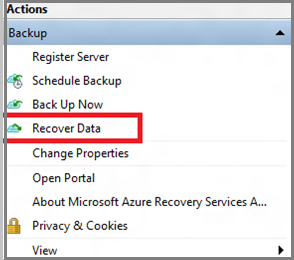 Actions
Backup
Register Server
Schedule Backup
Back Up Now
Recover Data
Change Properties
Open Portal
About Microsoft Azure Recovery Services A...
Privacy & Cookies
View